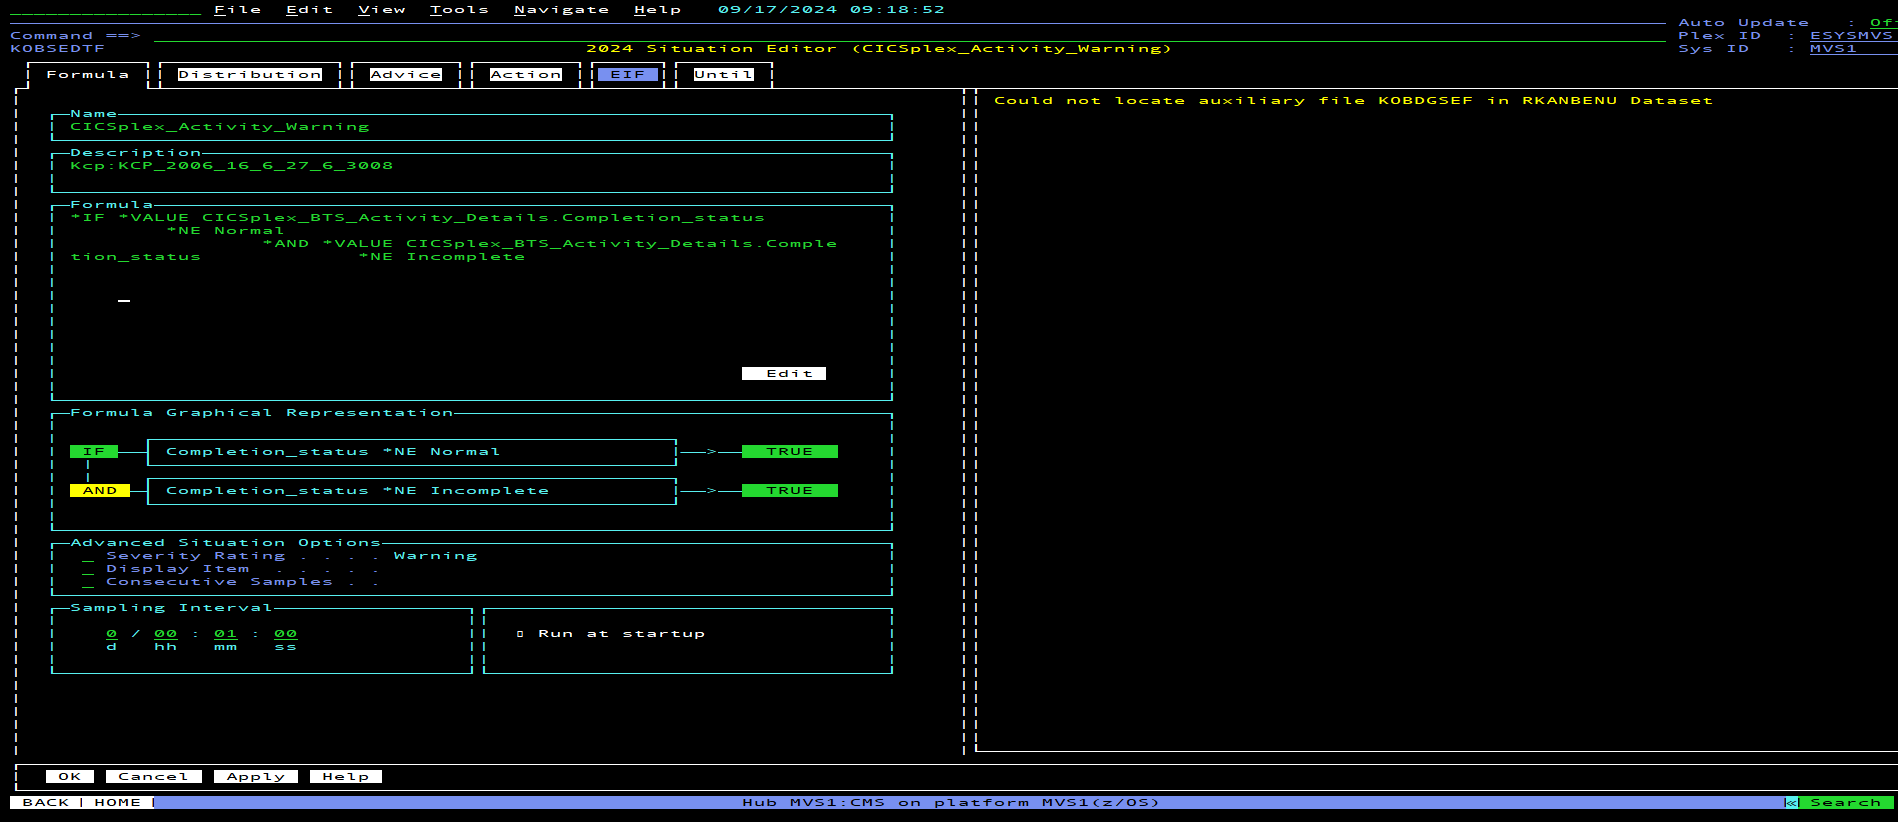 File Edit View Tools Navigate Help 09/17/2024 09:18:52
Auto Update :
Command ==>
Plex ID : ESYSMVS
KOBSEDTF 2024 Situation Editor (CICSplex_Activity_Warning)
Sys ID : MVS1
Formula Distribution Advice Action EIF Until
Could not locate auxiliary file KOBDGSEF in RKANBENU Dataset
Name
CICSplex_Activity_Warning
Description
Kcp:KCP_2006_16_6_27_6_3008
Formula
*IF *VALUE CICSplex_BTS_Activity_Details.Completion_status
*NE Normal
*AND *VALUE CICSplex_BTS_Activity_Details.Comple
tion_status *NE Incomplete
Edit
Formula Graphical Representation
IF Completion_status *NE Normal > TRUE
AND Completion_status *NE Incomplete > TRUE
Advanced Situation Options
_ Severity Rating . . . . Warning
_ Display Item . . . . .
_ Consecutive Samples . .
Sampling Interval
0 / 00 : 01 : 00
Run at startup
d hh mm ss
OK Cancel Apply Help
BACK | HOME | Hub MVS1:CMS on platform MVS1(z/OS) « Search